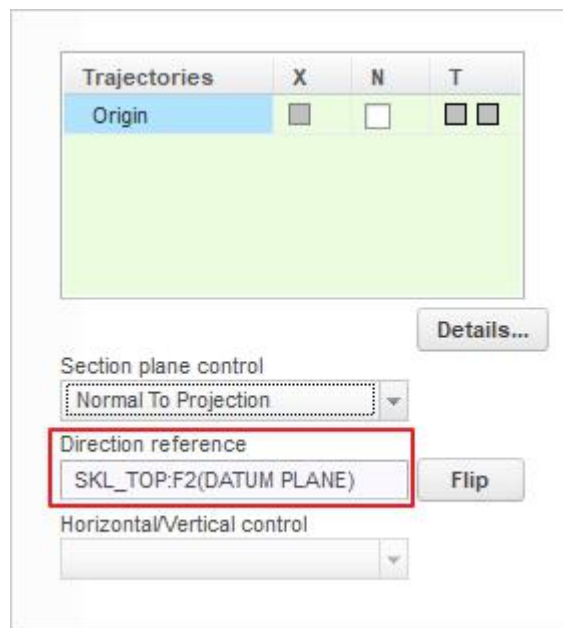 Trajectories X N T
Origin
Details...
Section plane control
Normal To Projection
Direction reference
SKL_TOP:F2(DATUM PLANE) Flip
Horizontal/Vertical control